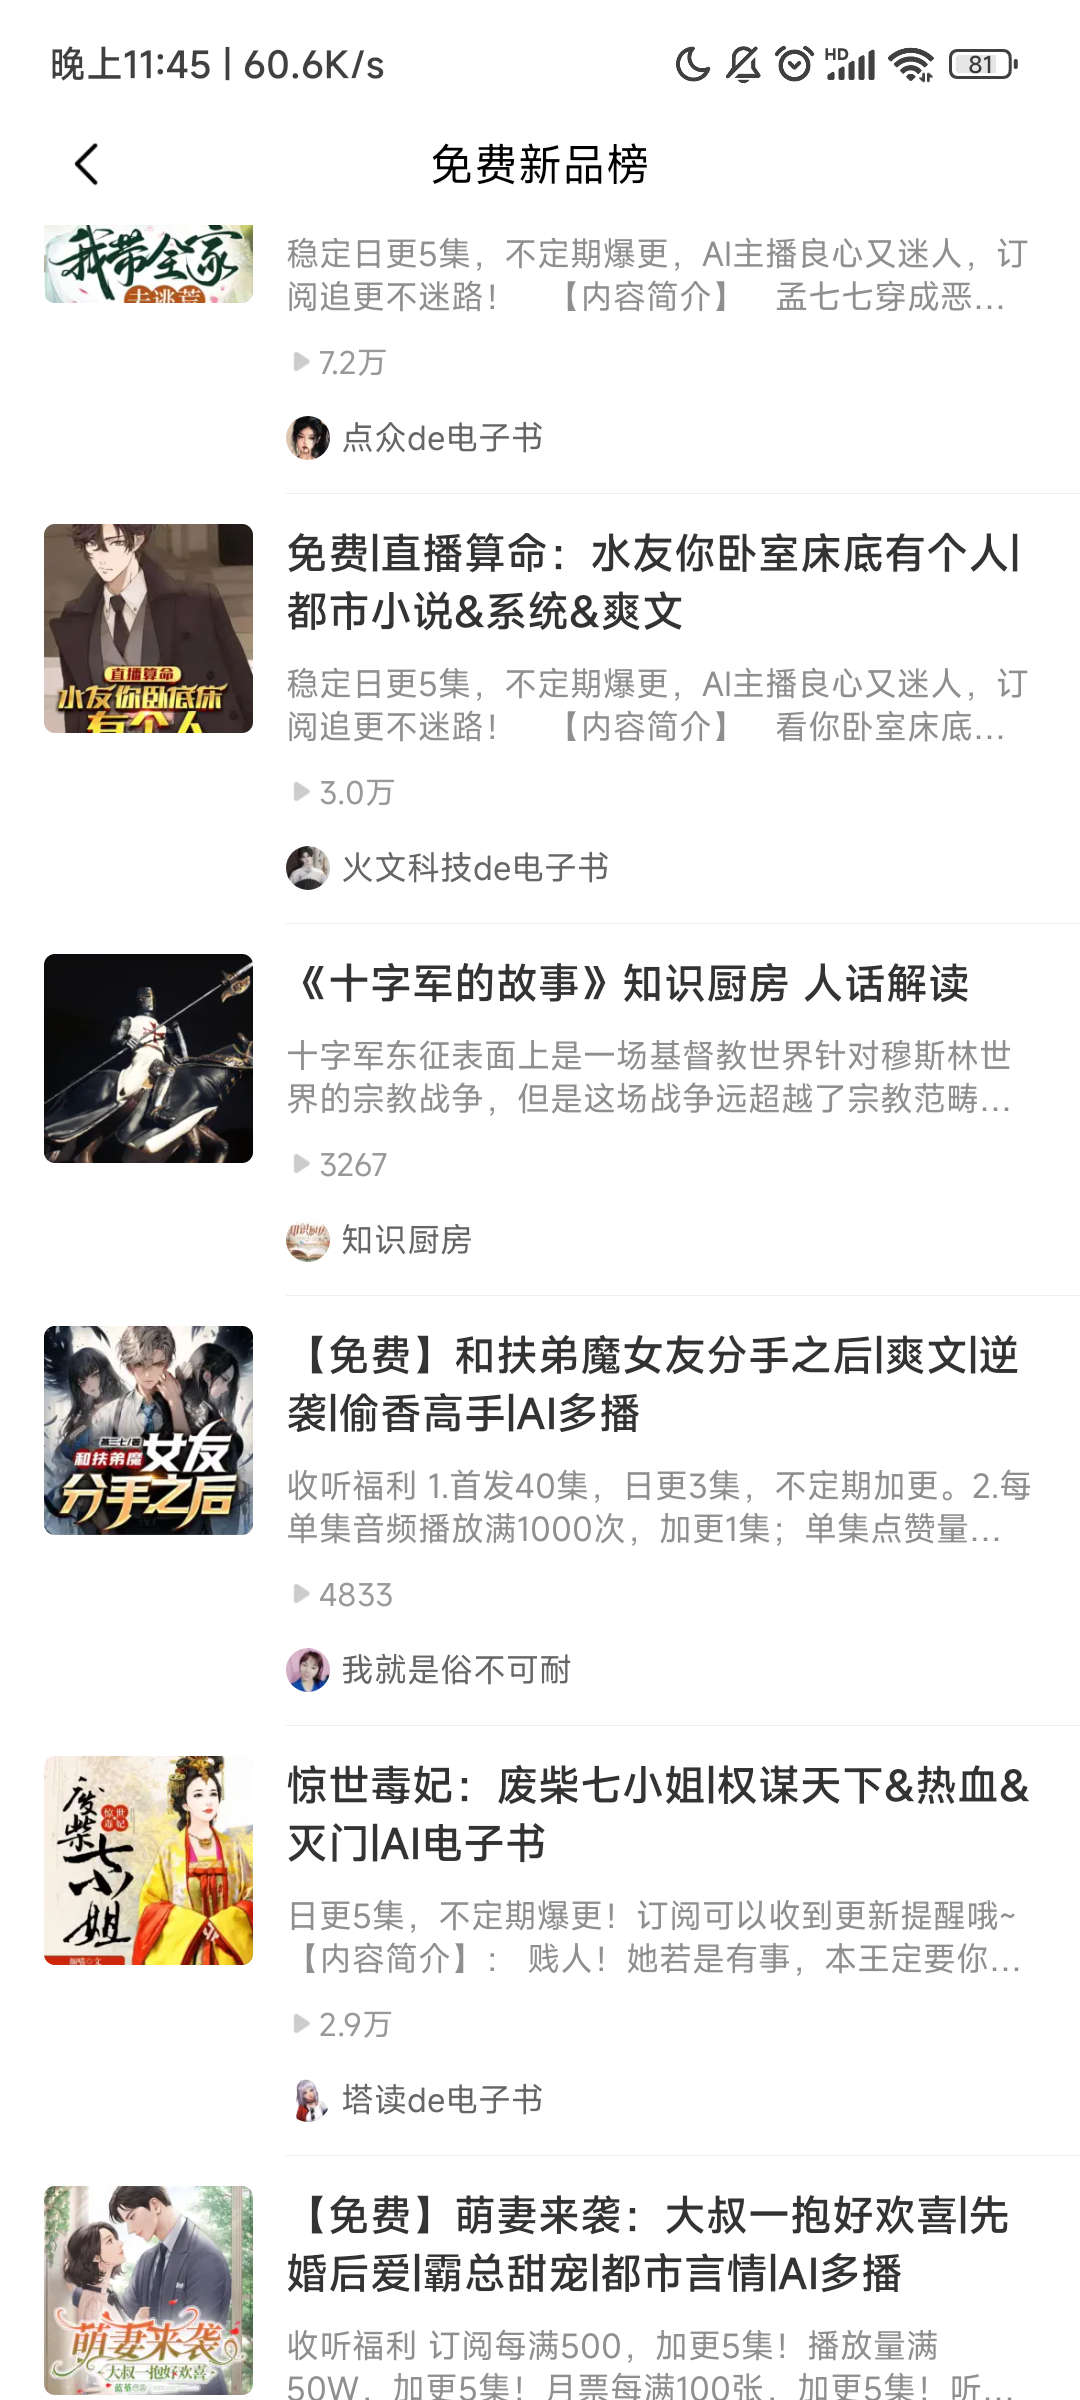 晚上11:45 | 60.6K/s
HD
81
免费新品榜
我带全家
去逃荒
稳定日更5集，不定期爆更，AI主播良心又迷人，订
阅追更不迷路！ 【内容简介】 孟七七穿成恶...
7.2万
点众de电子书
直播算命
水友你卧底床
有个人
免费|直播算命：水友你卧室床底有个人|
都市小说&系统&爽文
稳定日更5集，不定期爆更，AI主播良心又迷人，订
阅追更不迷路！ 【内容简介】 看你卧室床底...
3.0万
火文科技de电子书
《十字军的故事》知识厨房 人话解读
十字军东征表面上是一场基督教世界针对穆斯林世
界的宗教战争，但是这场战争远超越了宗教范畴...
3267
知识厨房
知识厨房
和扶弟魔女友
分手之后
【免费】和扶弟魔女友分手之后|爽文|逆
袭|偷香高手|AI多播
收听福利 1.首发40集，日更3集，不定期加更。2.每
单集音频播放满1000次，加更1集；单集点赞量...
4833
我就是俗不可耐
惊世毒妃
废柴七小姐
惊世毒妃：废柴七小姐|权谋天下&热血&
灭门|AI电子书
日更5集，不定期爆更！订阅可以收到更新提醒哦~
【内容简介】： 贱人！她若是有事，本王定要你...
2.9万
塔读de电子书
萌妻来袭
大叔一抱好欢喜
【免费】萌妻来袭：大叔一抱好欢喜|先
婚后爱|霸总甜宠|都市言情|AI多播
收听福利 订阅每满500，加更5集！播放量满
50W，加更5集！月票每满100张，加更5集！听...